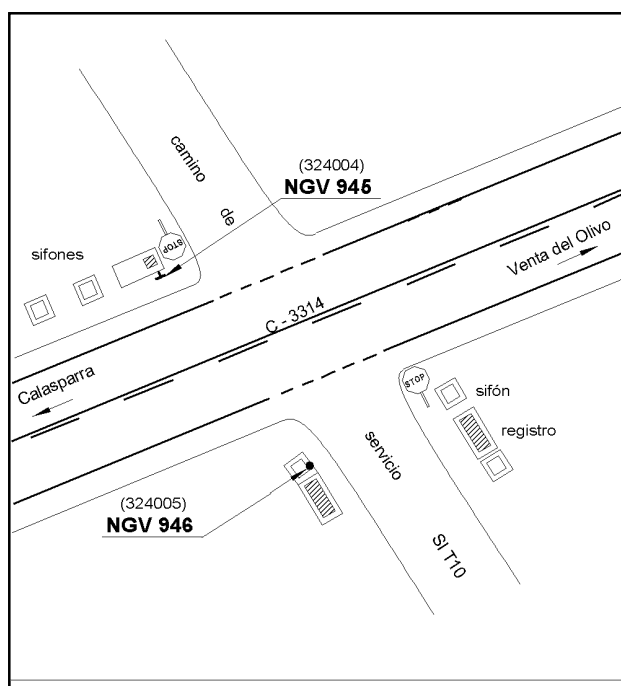 camino
de
(324004)
NGV 945
STOP
sifones
Venta del Olivo
C - 3314
Calasparra
STOP
sifón
servicio
registro
(324005)
NGV 946
SI T10